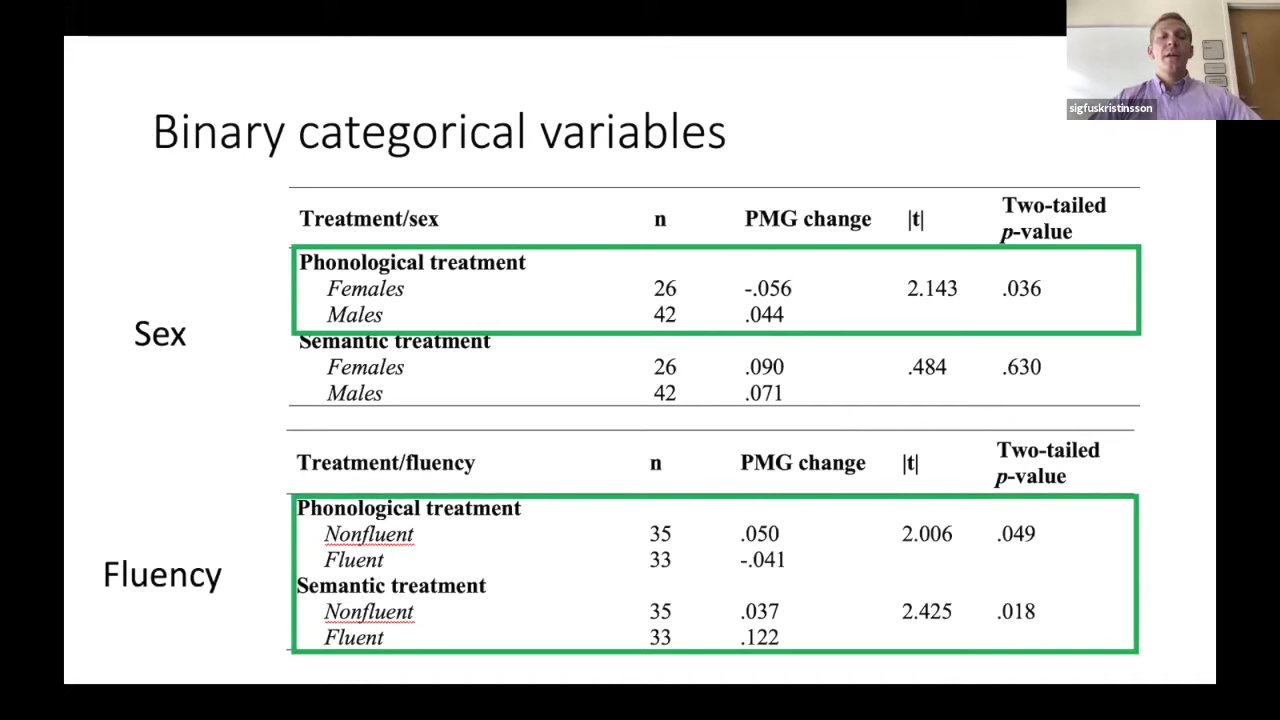 sigfuskristinsson
Binary categorical variables
Treatment/sex n PMG change |t| Two-tailed p-value
Phonological treatment
Females 26 -.056 2.143 .036
Males 42 .044
Sex
Semantic treatment
Females 26 .090 .484 .630
Males 42 .071
Treatment/fluency n PMG change |t| Two-tailed p-value
Phonological treatment
Nonfluent 35 .050 2.006 .049
Fluent 33 -.041
Fluency
Semantic treatment
Nonfluent 35 .037 2.425 .018
Fluent 33 .122